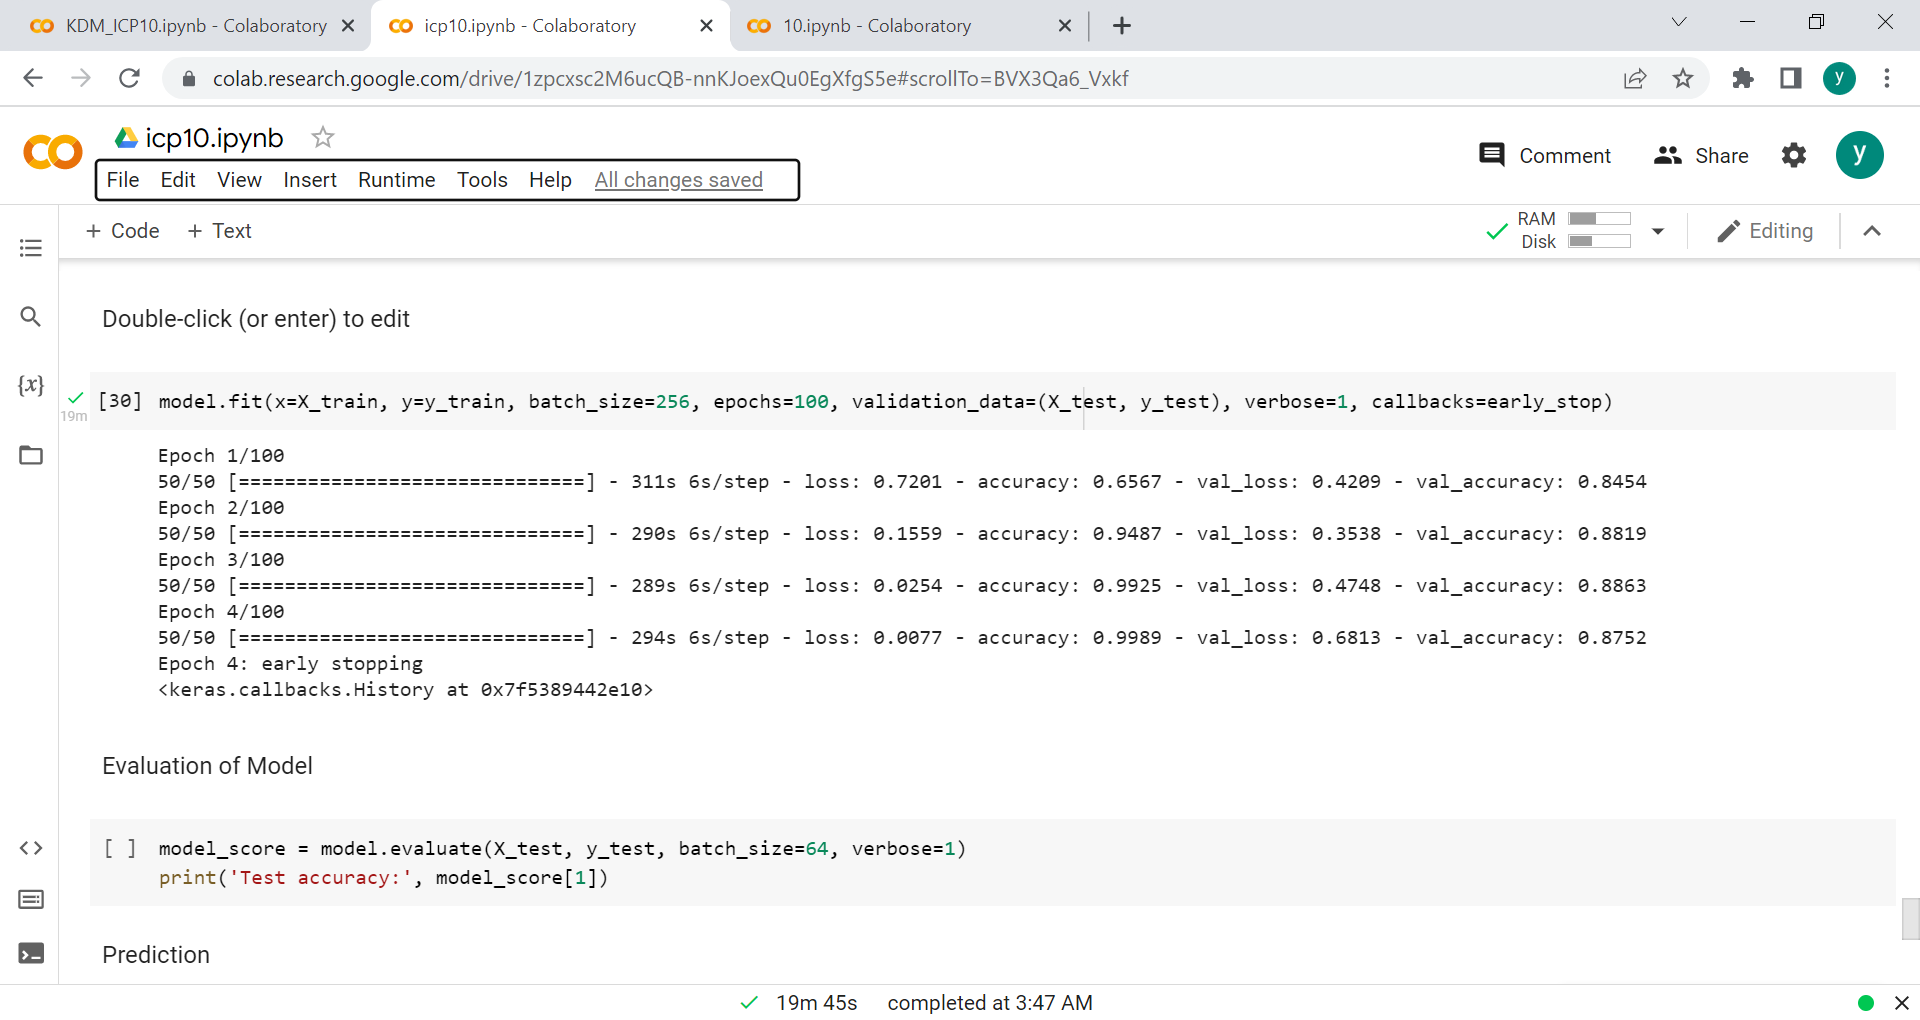 KDM_ICP10.ipynb - Colaboratory
icp10.ipynb - Colaboratory
10.ipynb - Colaboratory
colab.research.google.com/drive/1zpcxsc2M6ucQB-nnKJoexQu0EgXfgS5e#scrollTo=BVX3Qa6_Vxkf
y
icp10.ipynb
File Edit View Insert Runtime Tools Help All changes saved
Comment Share y
+ Code + Text
RAM
Disk
Editing
Double-click (or enter) to edit
19m
[30] model.fit(x=X_train, y=y_train, batch_size=256, epochs=100, validation_data=(X_test, y_test), verbose=1, callbacks=early_stop)
Epoch 1/100
50/50 [==============================] - 311s 6s/step - loss: 0.7201 - accuracy: 0.6567 - val_loss: 0.4209 - val_accuracy: 0.8454
Epoch 2/100
50/50 [==============================] - 290s 6s/step - loss: 0.1559 - accuracy: 0.9487 - val_loss: 0.3538 - val_accuracy: 0.8819
Epoch 3/100
50/50 [==============================] - 289s 6s/step - loss: 0.0254 - accuracy: 0.9925 - val_loss: 0.4748 - val_accuracy: 0.8863
Epoch 4/100
50/50 [==============================] - 294s 6s/step - loss: 0.0077 - accuracy: 0.9989 - val_loss: 0.6813 - val_accuracy: 0.8752
Epoch 4: early stopping
<keras.callbacks.History at 0x7f5389442e10>
Evaluation of Model
[ ] model_score = model.evaluate(X_test, y_test, batch_size=64, verbose=1)
print('Test accuracy:', model_score[1])
Prediction
19m 45s completed at 3:47 AM